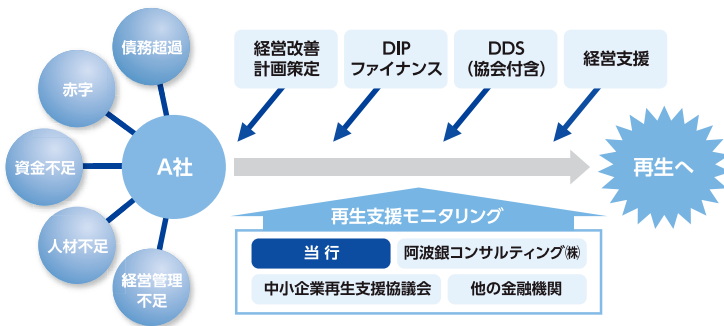 債務超過
赤字
資金不足
人材不足
経営管理
不足
A社
経営改善
計画策定
DIP
ファイナンス
DDS
（協会付含）
経営支援
再生へ
再生支援モニタリング
当行
阿波銀コンサルティング㈱
中小企業再生支援協議会
他の金融機関